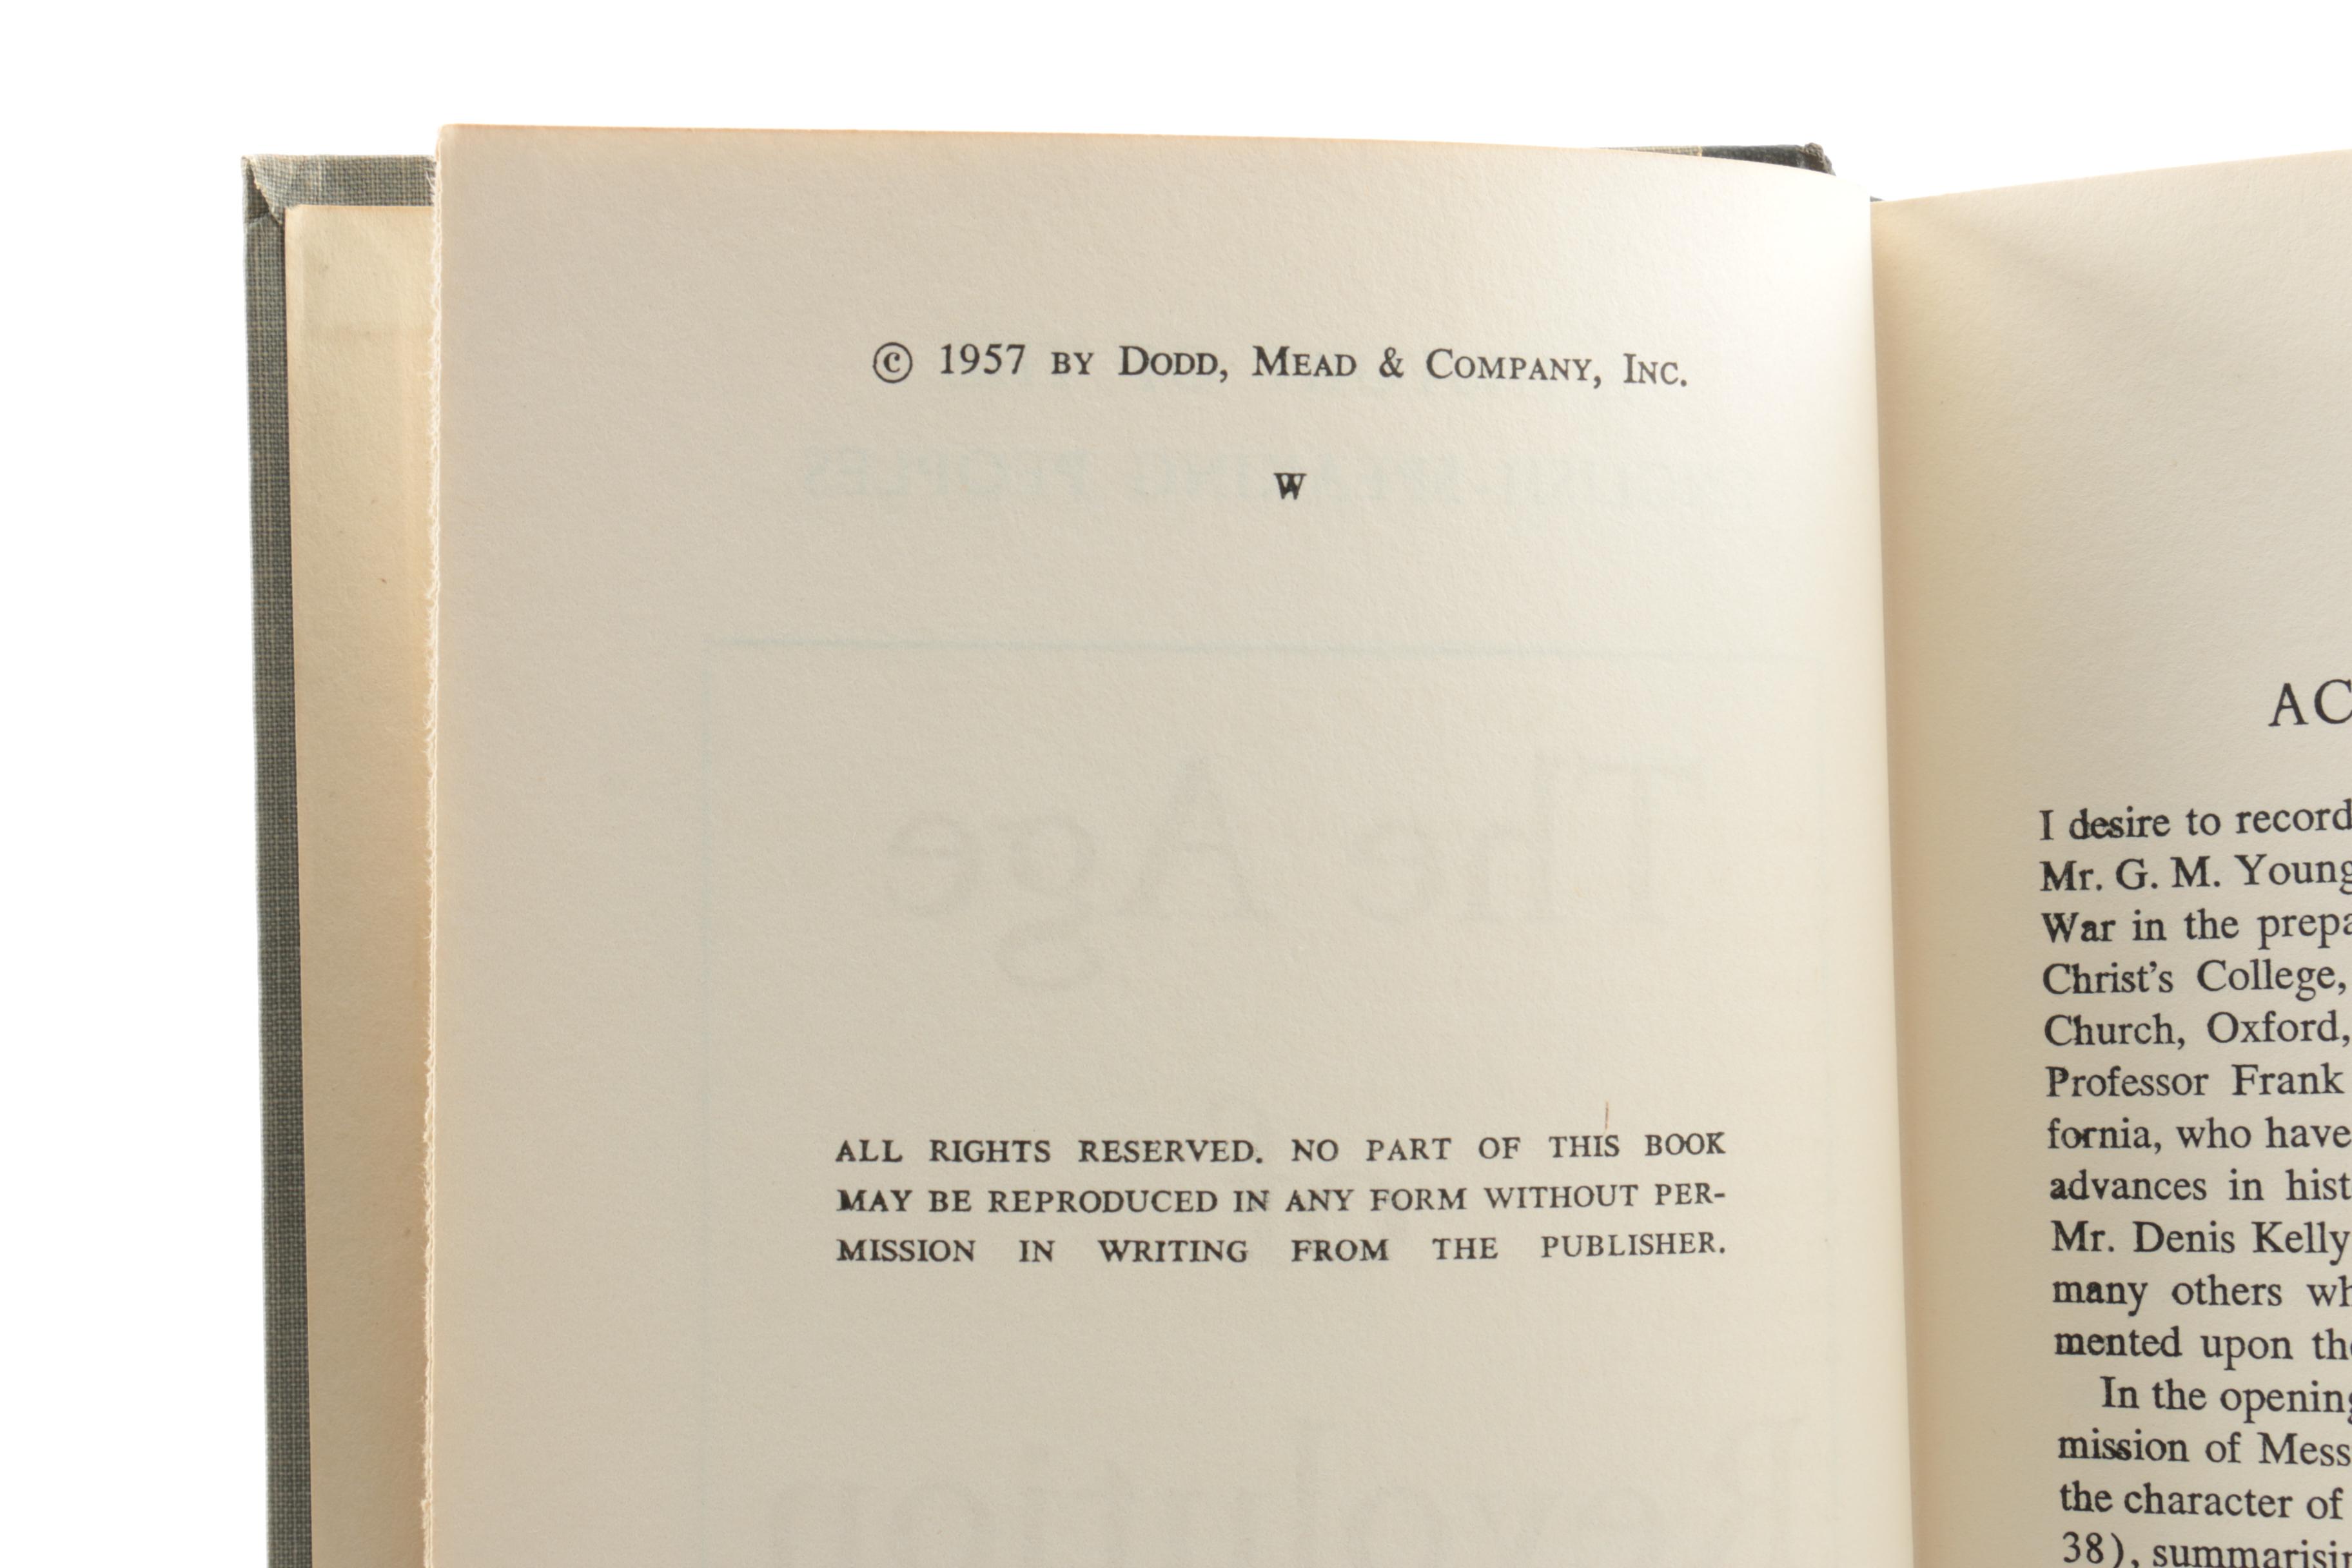 © 1957 BY DODD, MEAD & COMPANY, INC.
W
ALL RIGHTS RESERVED. NO PART OF THIS BOOK
MAY BE REPRODUCED IN ANY FORM WITHOUT PER-
MISSION IN WRITING FROM THE PUBLISHER.
AC
I desire to record
Mr. G. M. Young
War in the prepa
Christ's College,
Church, Oxford,
Professor Frank
fornia, who have
advances in hist
Mr. Denis Kelly
many others wh
mented upon the
In the opening
mission of Mess
the character of
38), summarisin